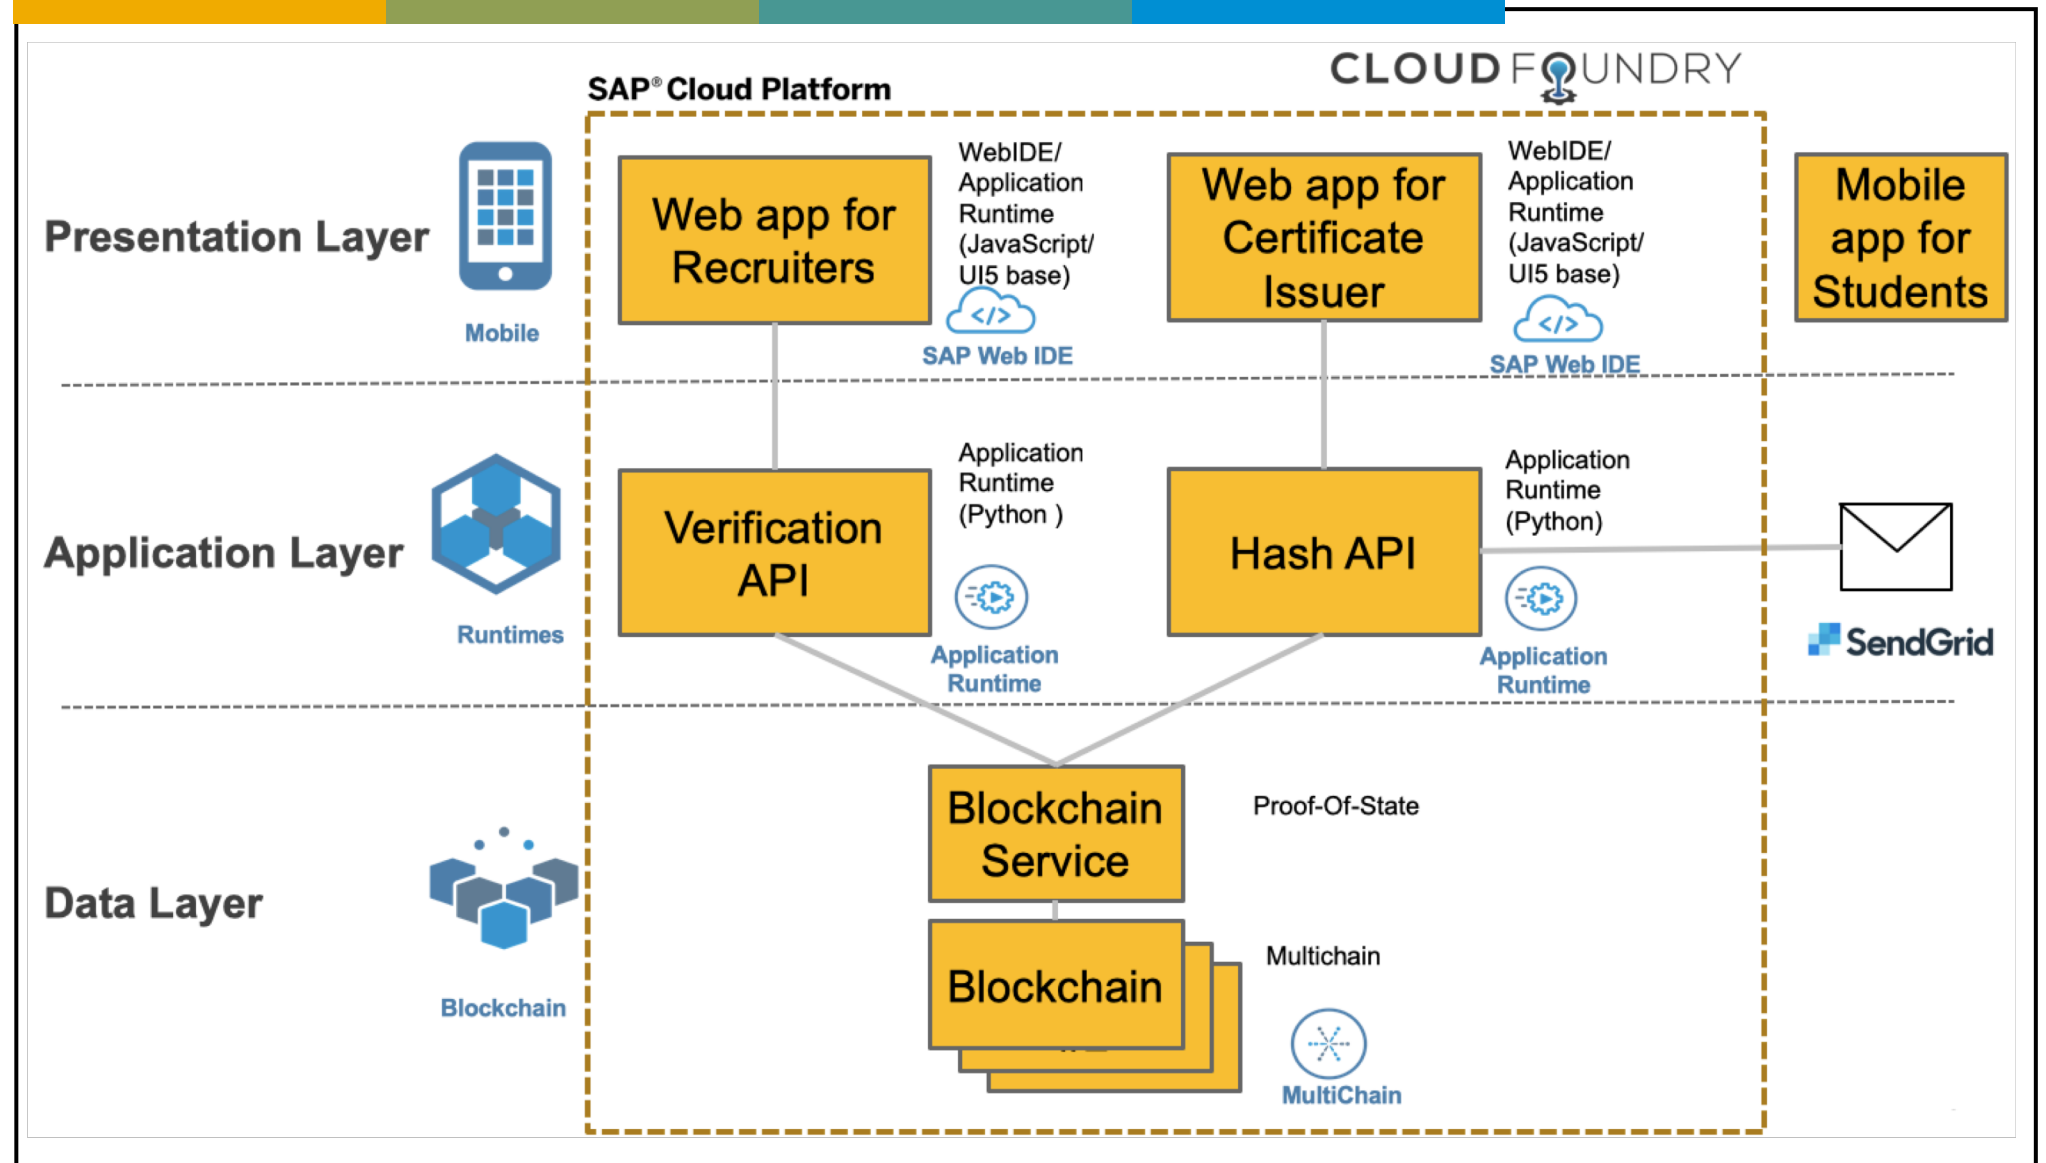 SAP® Cloud Platform
CLOUD FOUNDRY
Presentation Layer
Mobile
Web app for
Recruiters
WebIDE/
Application
Runtime
(JavaScript/
UI5 base)
SAP Web IDE
Web app for
Certificate
Issuer
WebIDE/
Application
Runtime
(JavaScript/
UI5 base)
SAP Web IDE
Mobile
app for
Students
Application Layer
Runtimes
Verification
API
Application
Runtime
(Python )
Application
Runtime
Hash API
Application
Runtime
(Python)
Application
Runtime
SendGrid
Data Layer
Blockchain
Blockchain
Service
Proof-Of-State
Blockchain
Multichain
MultiChain